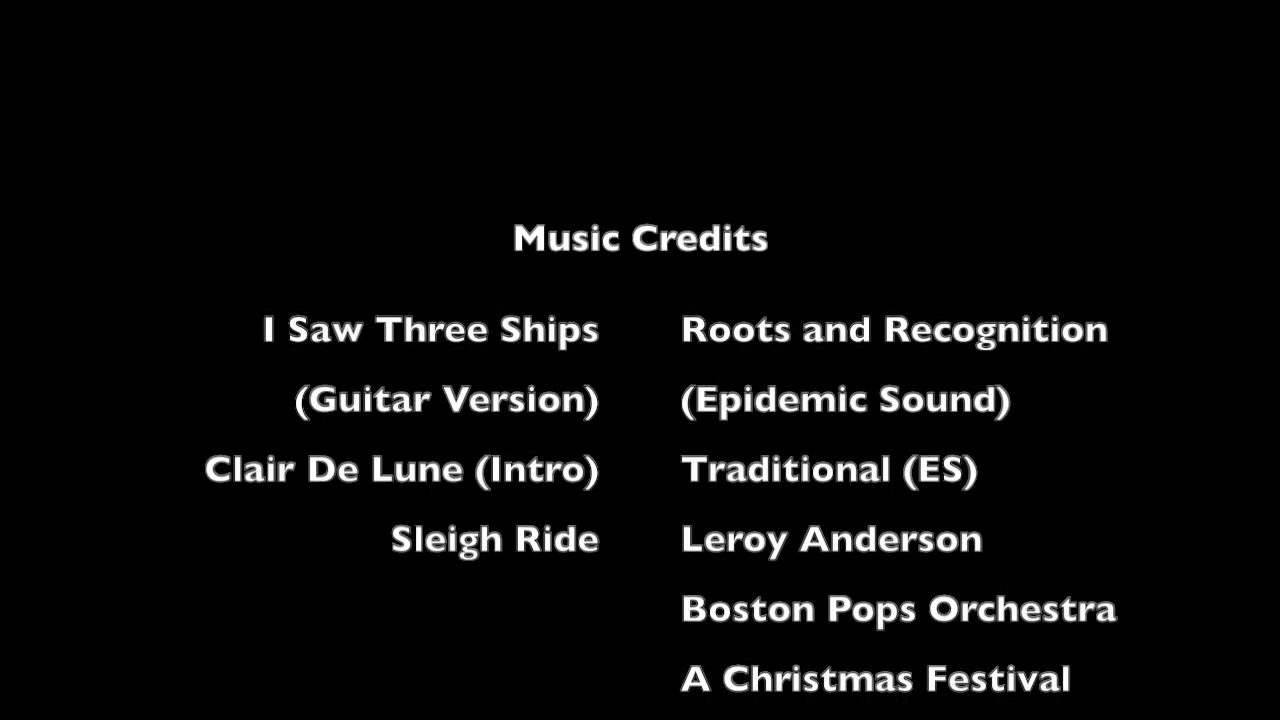 Music Credits
I Saw Three Ships Roots and Recognition
(Guitar Version) (Epidemic Sound)
Clair De Lune (Intro) Traditional (ES)
Sleigh Ride Leroy Anderson
Boston Pops Orchestra
A Christmas Festival